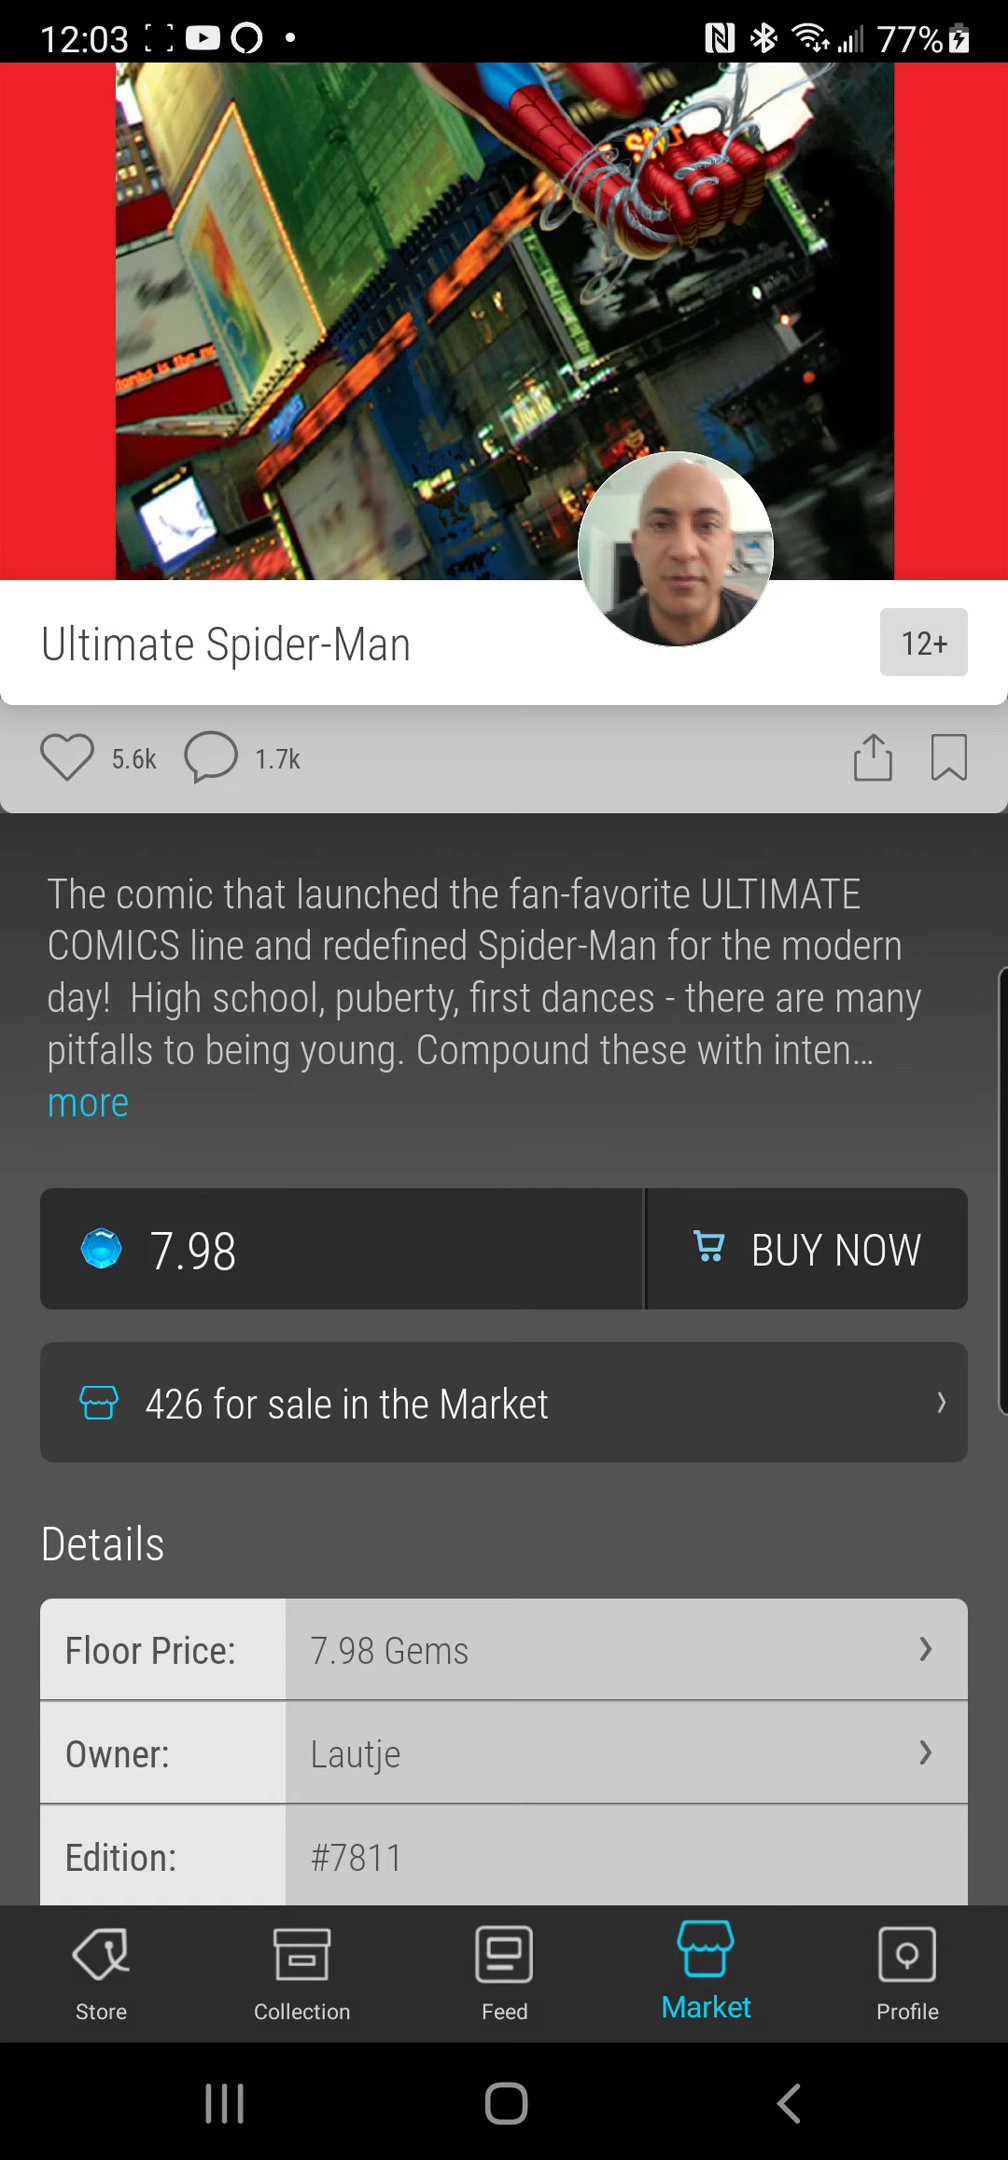 12:03 77%
Ultimate Spider-Man 12+
5.6k 1.7k
The comic that launched the fan-favorite ULTIMATE
COMICS line and redefined Spider-Man for the modern
day!  High school, puberty, first dances - there are many
pitfalls to being young. Compound these with inten...
more
7.98 BUY NOW
426 for sale in the Market
Details
Floor Price: 7.98 Gems
Owner: Lautje
Edition: #7811
Store Collection Feed Market Profile